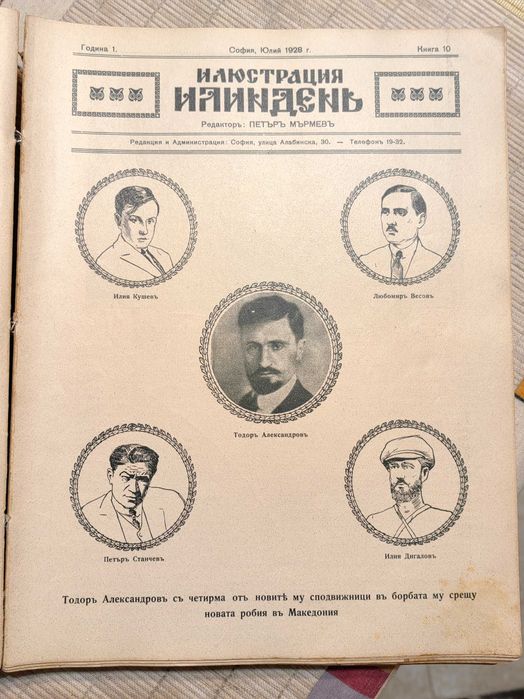 Година 1.
София, Юлий 1928 г.
Книга 10
ИЛЮСТРАЦИЯ
ИЛИНДЕНЬ
Редакторъ: ПЕТЪРЪ МЪРМЕВЪ
Редакция и Администрация: София, улица Алабинска, 30. — Телефонъ 19-32.
Илия Кушевъ
Любомиръ Весовъ
Тодоръ Александровъ
Петъръ Станчевъ
Илия Дигаловъ
Тодоръ Александровъ съ четирма отъ новитѣ му сподвижници въ борбата му срещу
новата робия въ Македония